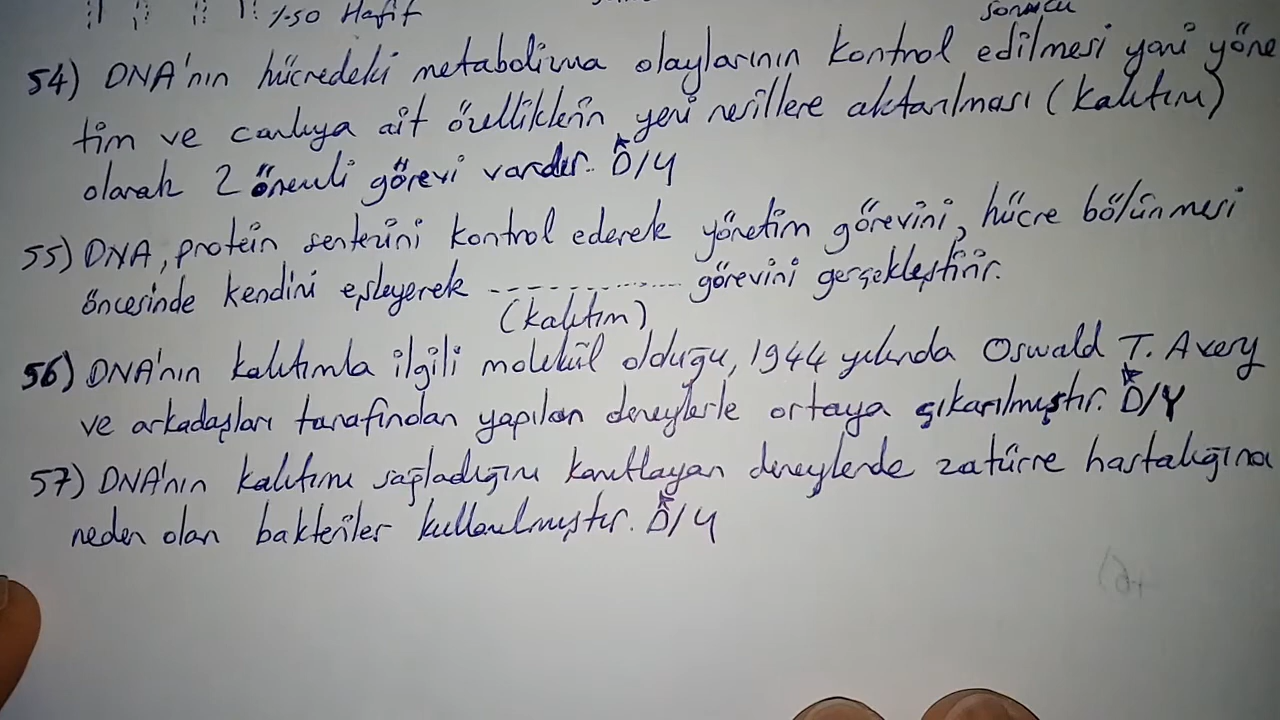 %50 Hafif
sonucu
54) DNA'nın hücredeki metabolizma olaylarının kontrol edilmesi yani yöne
tim ve canlıya ait özelliklerin yeni nesillere aktarılması (kalıtım)
olarak 2 önemli görevi vardır. D/Y
55) DNA, protein sentezini kontrol ederek yönetim görevini, hücre bölünmesi
öncesinde kendini eşleyerek .............. görevini gerçekleştirir.
(kalıtım)
56) DNA'nın kalıtımla ilgili molekül olduğu, 1944 yılında Oswald T. Avery
ve arkadaşları tarafından yapılan deneylerle ortaya çıkarılmıştır. D/Y
57) DNA'nın kalıtımı sağladığını kanıtlayan deneylerde zatürre hastalığına
neden olan bakteriler kullanılmıştır. D/Y